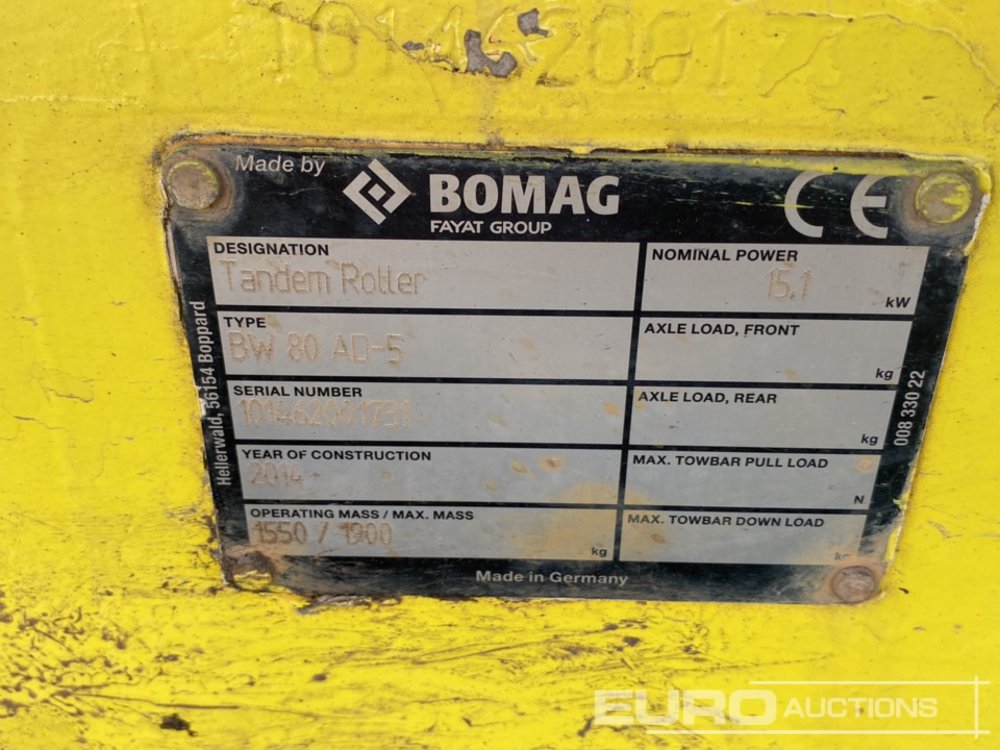 Made by
BOMAG
FAYAT GROUP
CE
DESIGNATION
Tandem Roller
NOMINAL POWER
15.1
kW
TYPE
BW 80 AD-5
AXLE LOAD, FRONT
kg
SERIAL NUMBER
101462001731
AXLE LOAD, REAR
kg
YEAR OF CONSTRUCTION
2014
MAX. TOWBAR PULL LOAD
N
OPERATING MASS / MAX. MASS
1550 / 1900
kg
MAX. TOWBAR DOWN LOAD
kg
Made in Germany
Hellerwald, 56154 Boppard
008 330 22
EURO AUCTIONS